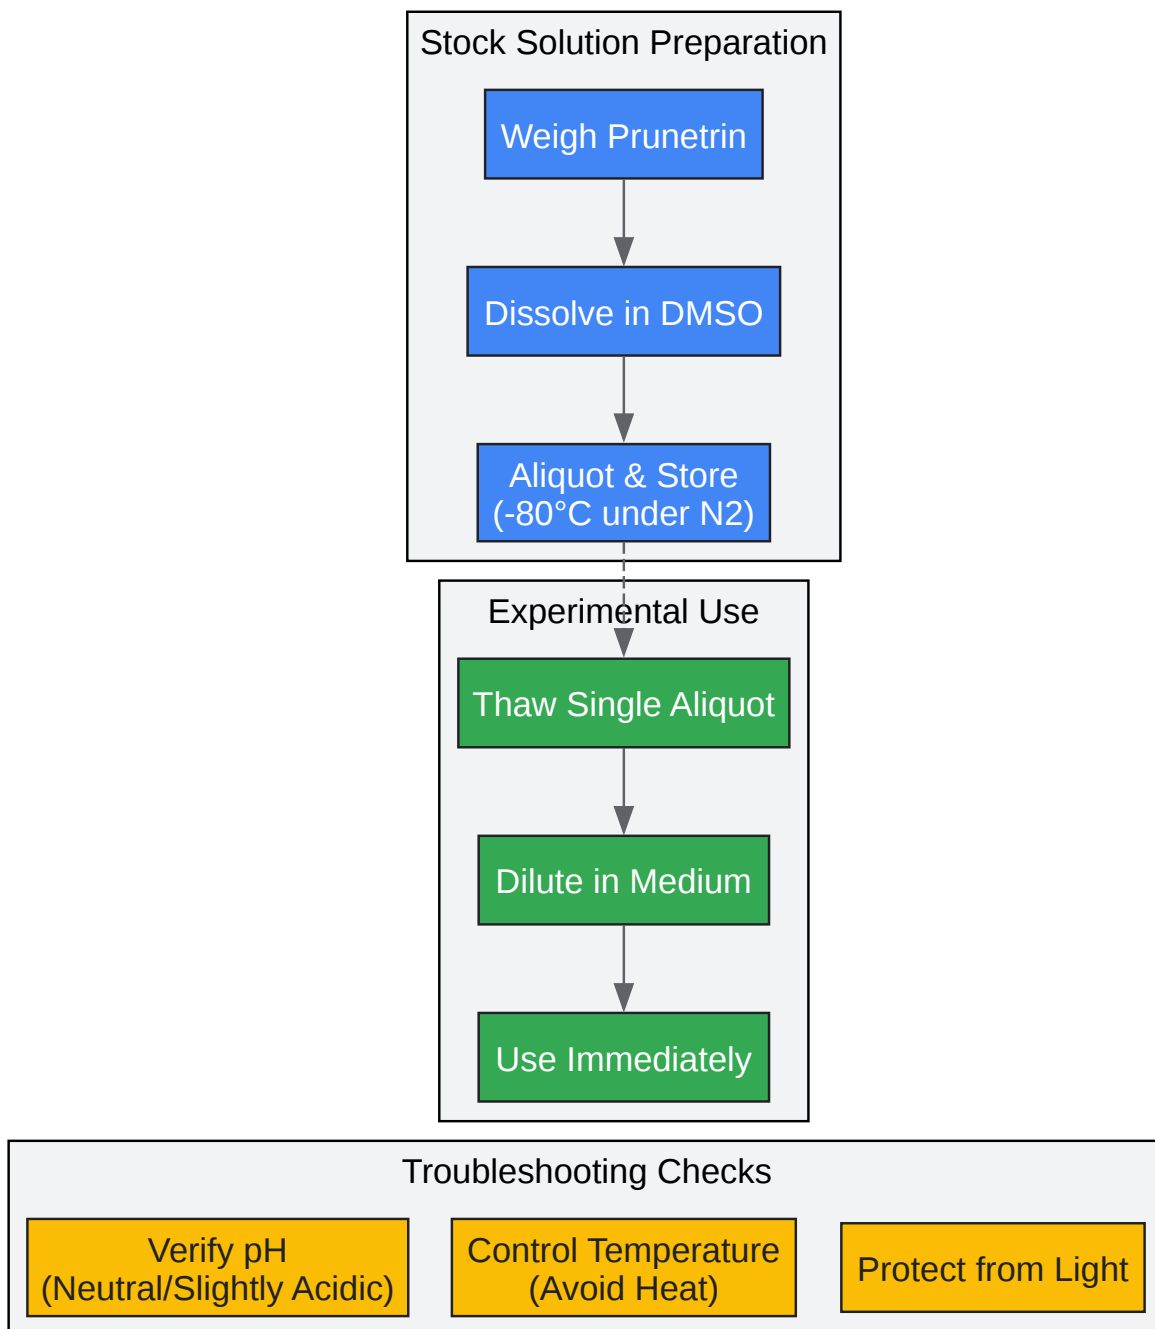 Stock Solution Preparation
Weigh Prunetrin
Dissolve in DMSO
Aliquot & Store
(-80°C under N2)
Experimental Use
Thaw Single Aliquot
Dilute in Medium
Use Immediately
Troubleshooting Checks
Verify pH
(Neutral/Slightly Acidic)
Control Temperature
(Avoid Heat)
Protect from Light